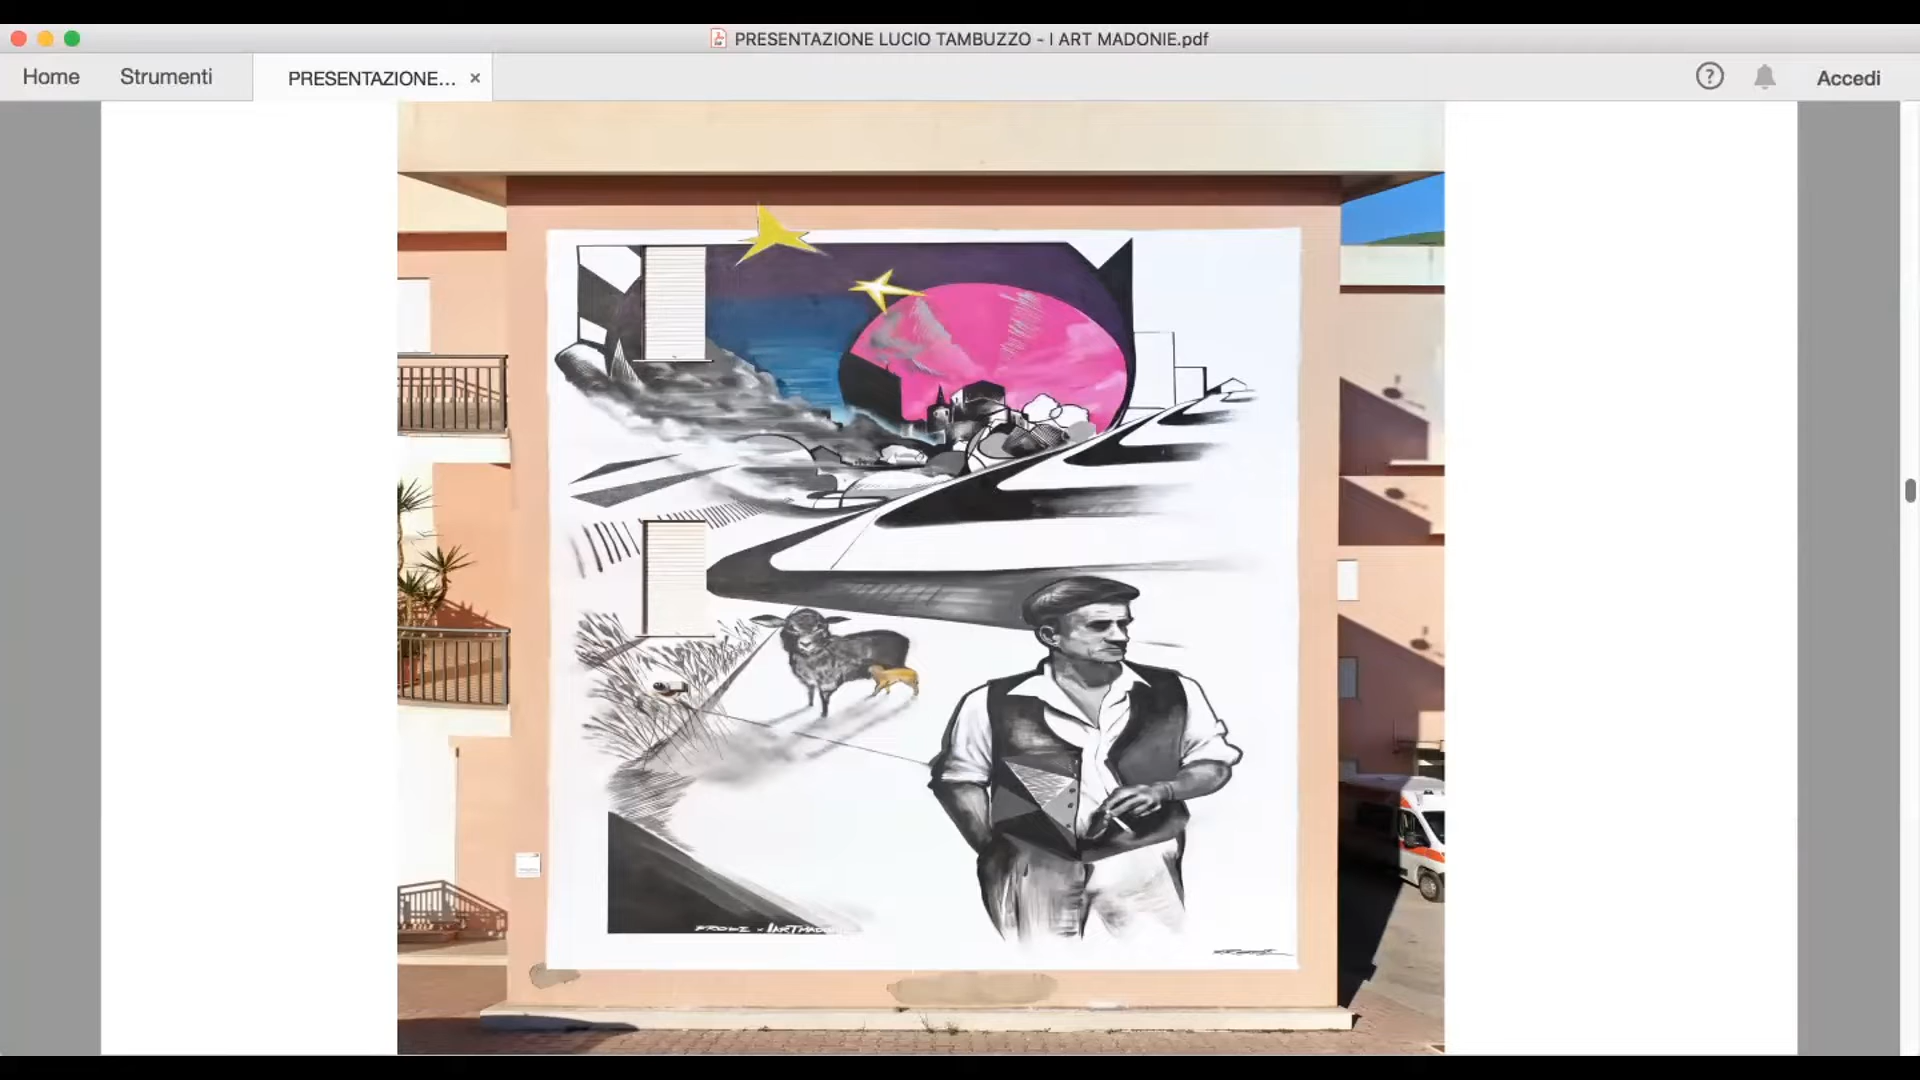 PRESENTAZIONE LUCIO TAMBUZZO - I ART MADONIE.pdf
Home
Strumenti
PRESENTAZIONE...
Accedi